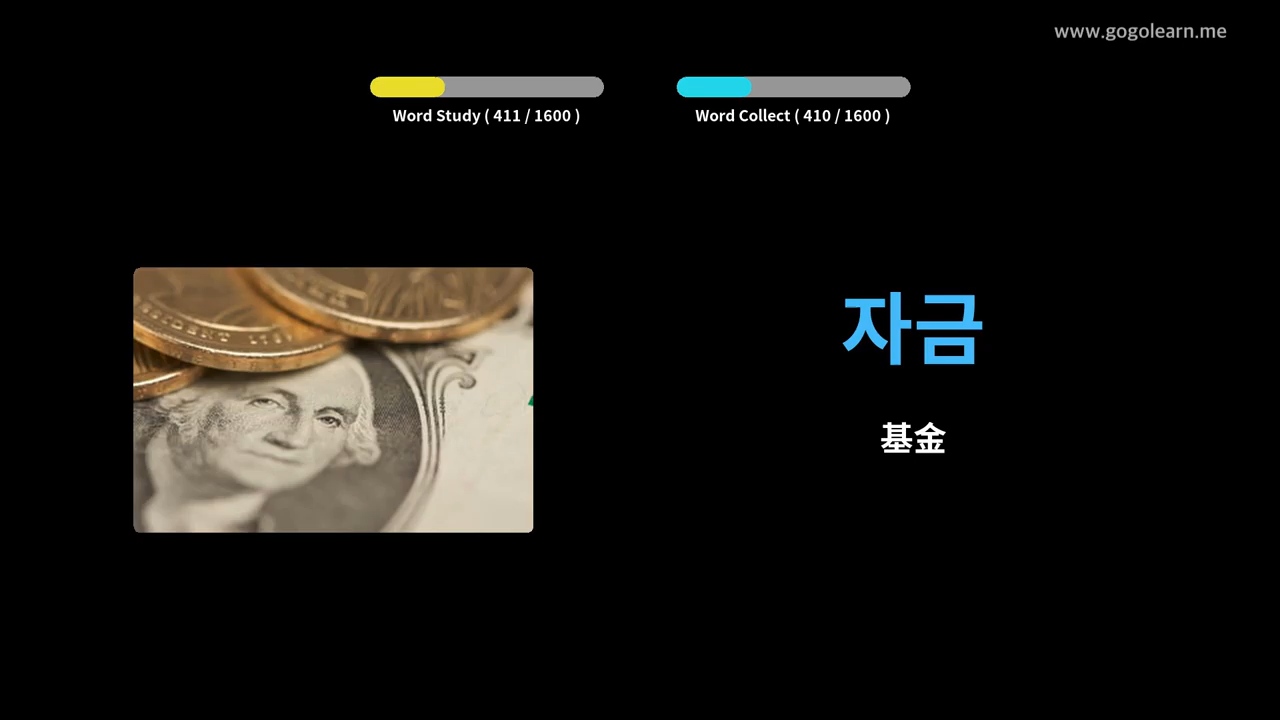 www.gogolearn.me
Word Study ( 411 / 1600 )
Word Collect ( 410 / 1600 )
자금
基金